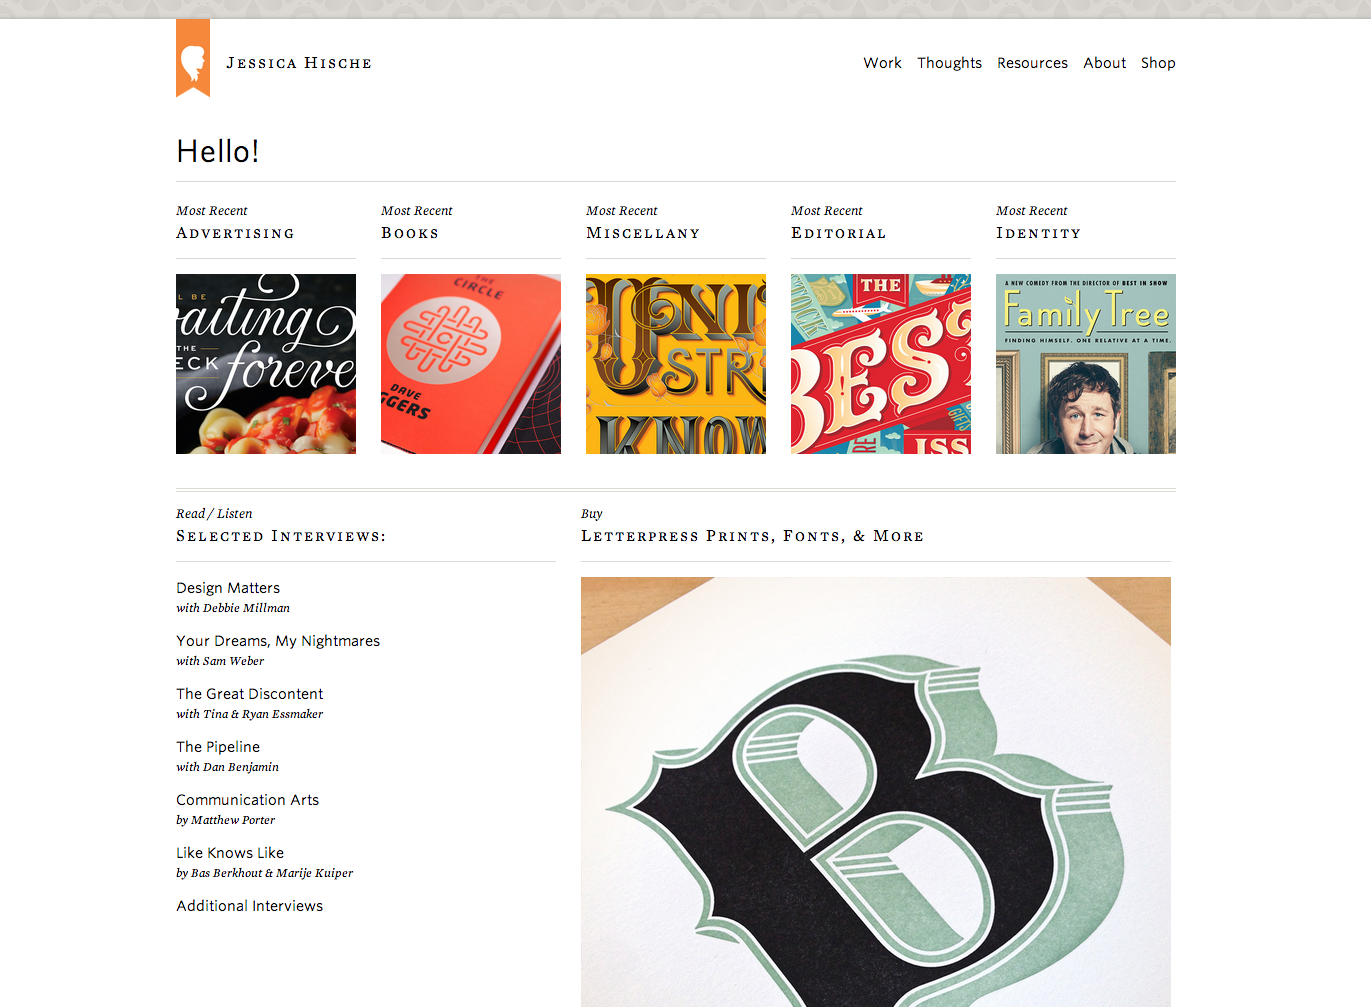 Jessica Hische
Work Thoughts Resources About Shop
Hello!
Most Recent
Advertising
Most Recent
Books
Most Recent
Miscellany
Most Recent
Editorial
Most Recent
Identity
L BE
aiting
THE
ECK forever
THE
CIRCLE
DAVE
GGERS
STR
KNOW
THE
BEST
GIFTS
ISS
A NEW COMEDY FROM THE DIRECTOR OF BEST IN SHOW
Family Tree
FINDING HIMSELF. ONE RELATIVE AT A TIME.
Read / Listen
Selected Interviews:
Design Matters
with Debbie Millman
Your Dreams, My Nightmares
with Sam Weber
The Great Discontent
with Tina & Ryan Essmaker
The Pipeline
with Dan Benjamin
Communication Arts
by Matthew Porter
Like Knows Like
by Bas Berkhout & Marije Kuiper
Additional Interviews
Buy
Letterpress Prints, Fonts, & More
B